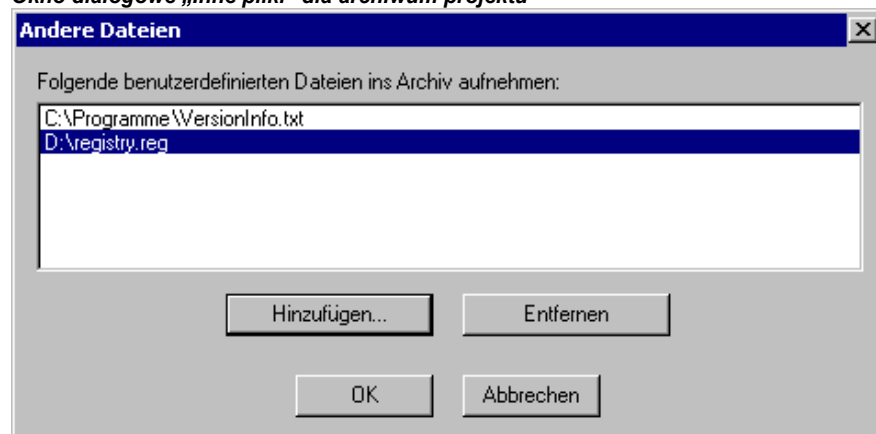 Okno dialogowe „Inne pliki” dla archiwum projektu
Andere Dateien
Folgende benutzerdefinierten Dateien ins Archiv aufnehmen:
C:\Programme\VersionInfo.txt
D:\registry.reg
Hinzufügen... Entfernen
OK Abbrechen